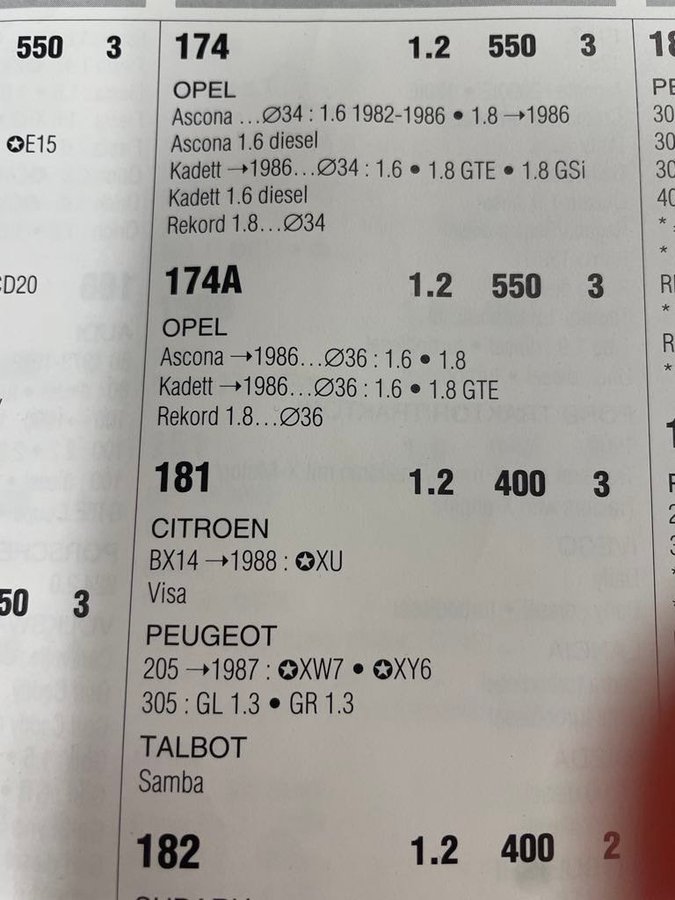 550 3
✪E15
CD20
50 3
174 1.2 550 3
OPEL
Ascona ...Ø34 : 1.6 1982-1986 • 1.8 →1986
Ascona 1.6 diesel
Kadett →1986...Ø34 : 1.6 • 1.8 GTE • 1.8 GSi
Kadett 1.6 diesel
Rekord 1.8...Ø34
174A 1.2 550 3
OPEL
Ascona →1986...Ø36 : 1.6 • 1.8
Kadett →1986...Ø36 : 1.6 • 1.8 GTE
Rekord 1.8...Ø36
181 1.2 400 3
CITROEN
BX14 →1988 : ✪XU
Visa
PEUGEOT
205 →1987 : ✪XW7 • ✪XY6
305 : GL 1.3 • GR 1.3
TALBOT
Samba
182 1.2 400 2
SUBARU